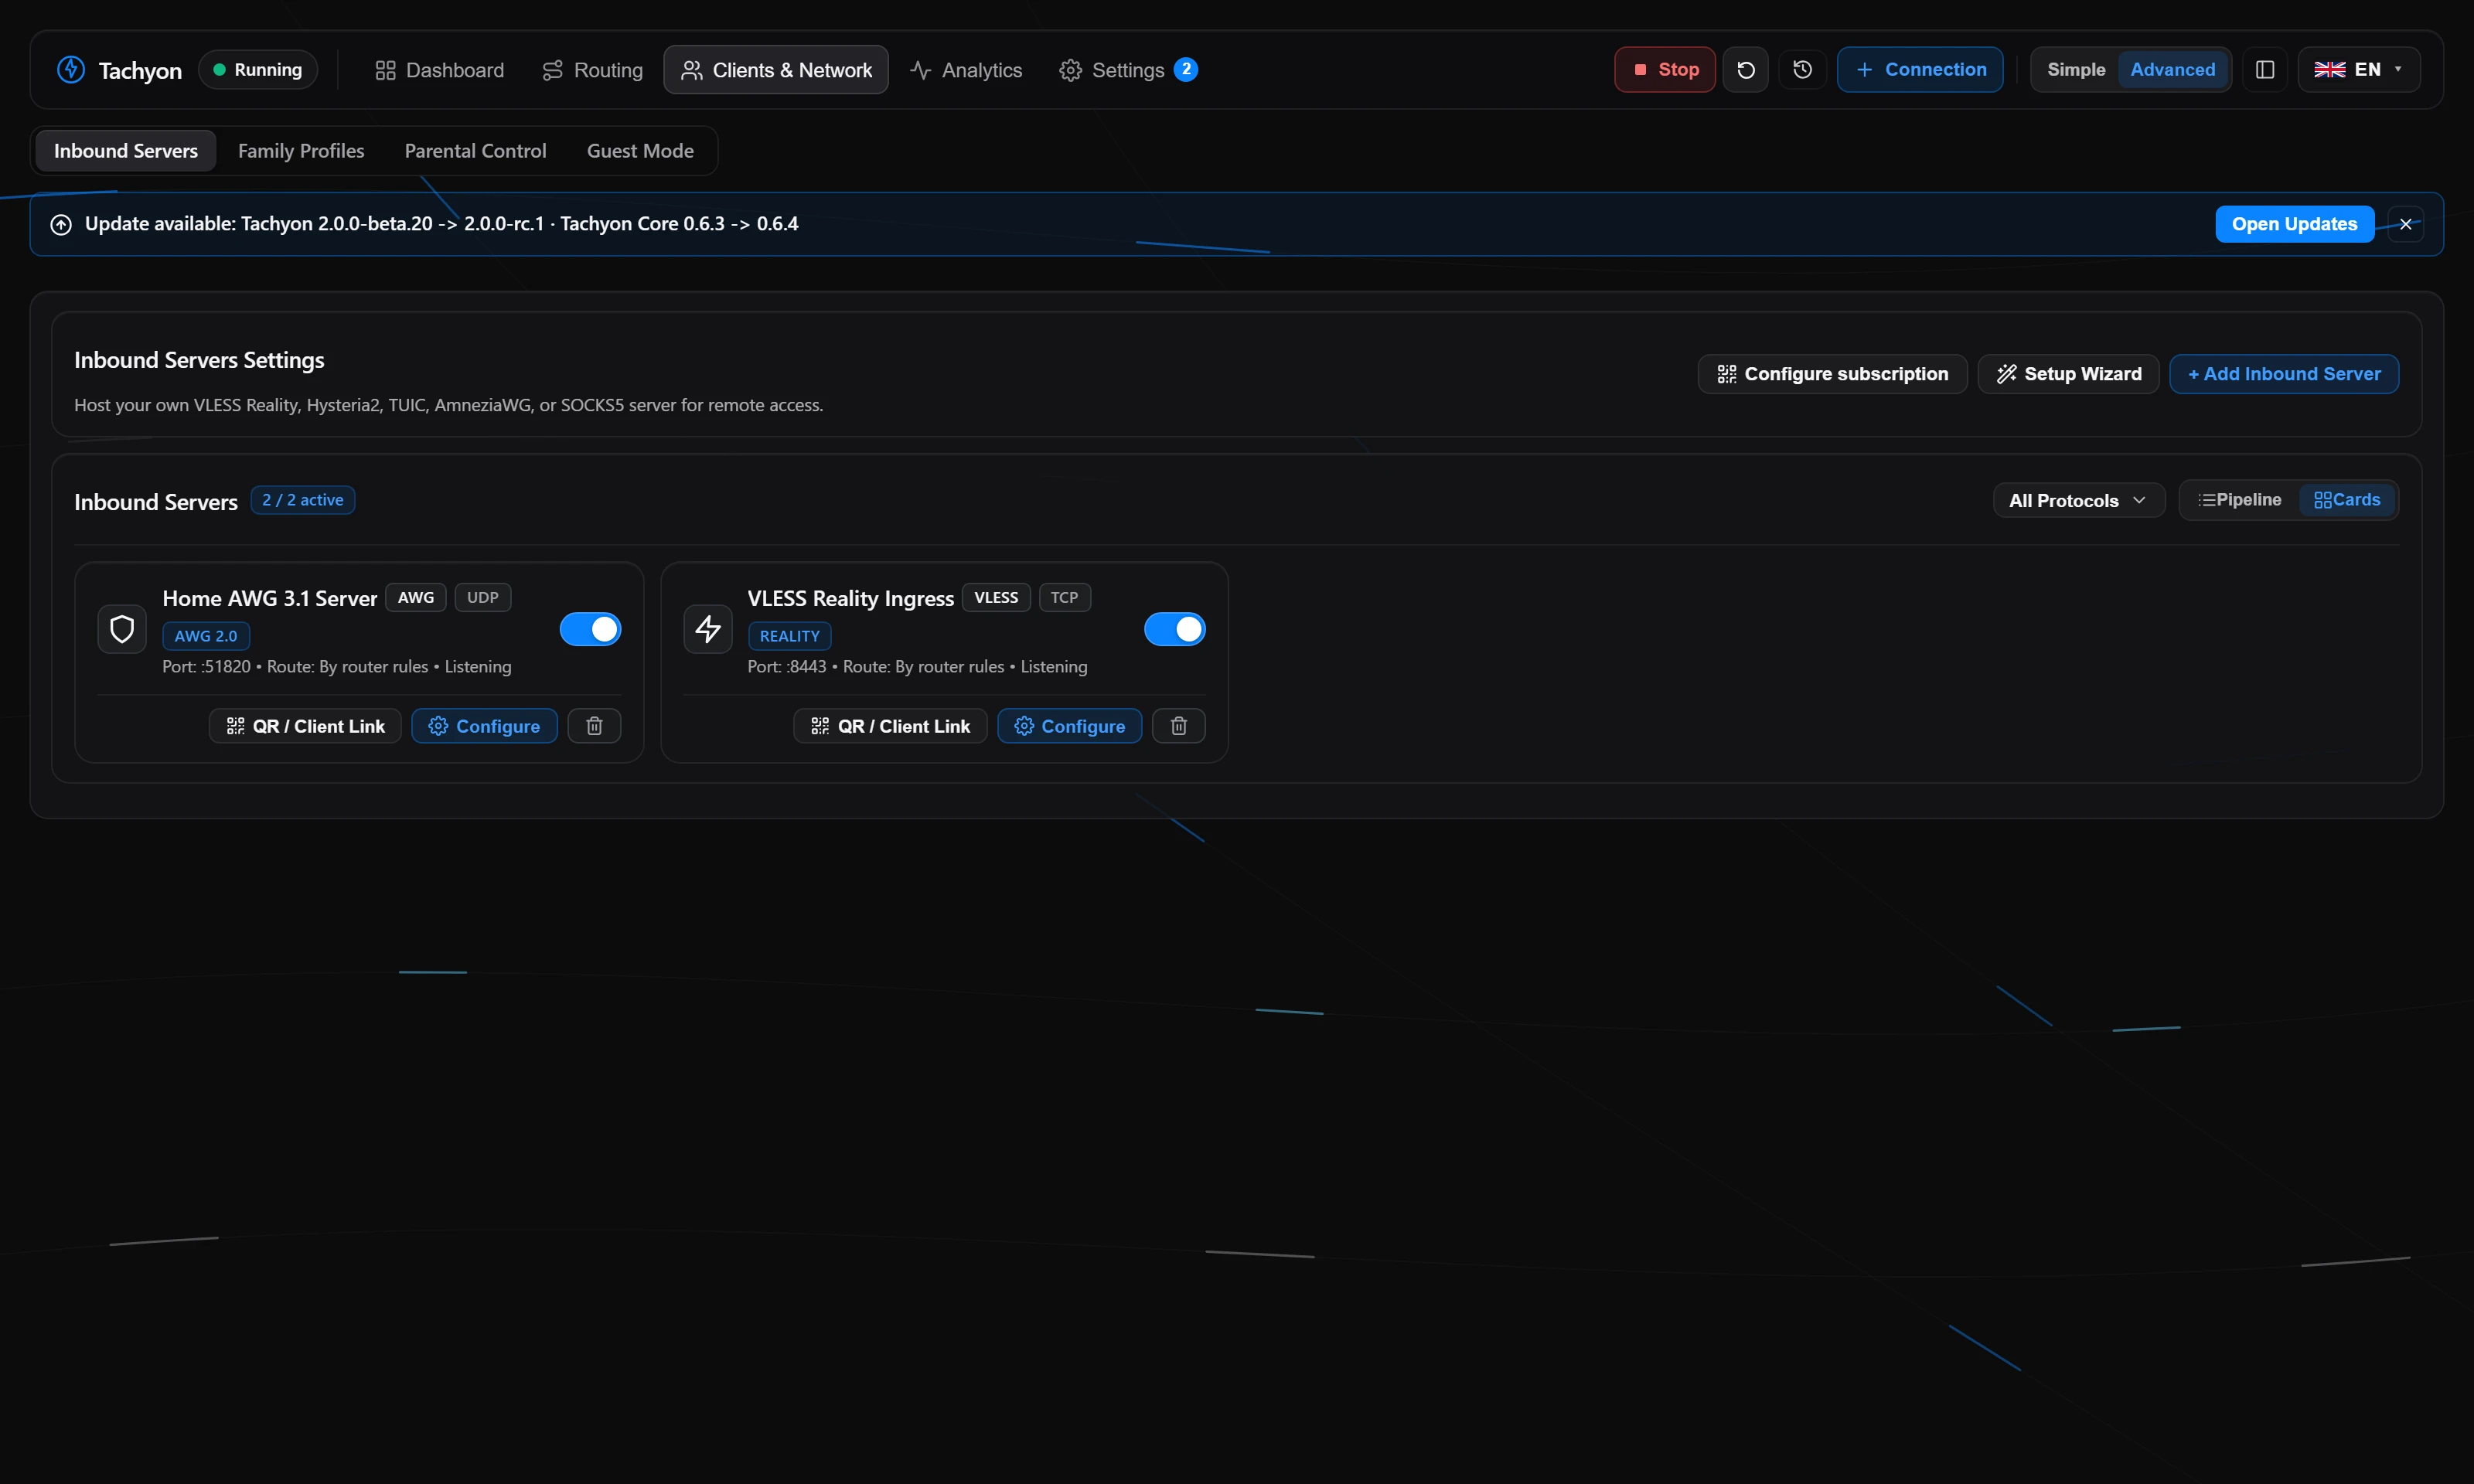 Tachyon Running Dashboard Routing Clients & Network Analytics Settings 2 Stop + Connection Simple Advanced EN
Inbound Servers Family Profiles Parental Control Guest Mode
Update available: Tachyon 2.0.0-beta.20 -> 2.0.0-rc.1 · Tachyon Core 0.6.3 -> 0.6.4 Open Updates
Inbound Servers Settings
Host your own VLESS Reality, Hysteria2, TUIC, AmneziaWG, or SOCKS5 server for remote access.
Configure subscription Setup Wizard + Add Inbound Server
Inbound Servers 2 / 2 active All Protocols Pipeline Cards
Home AWG 3.1 Server AWG UDP
AWG 2.0
Port: :51820 • Route: By router rules • Listening
QR / Client Link Configure
VLESS Reality Ingress VLESS TCP
REALITY
Port: :8443 • Route: By router rules • Listening
QR / Client Link Configure